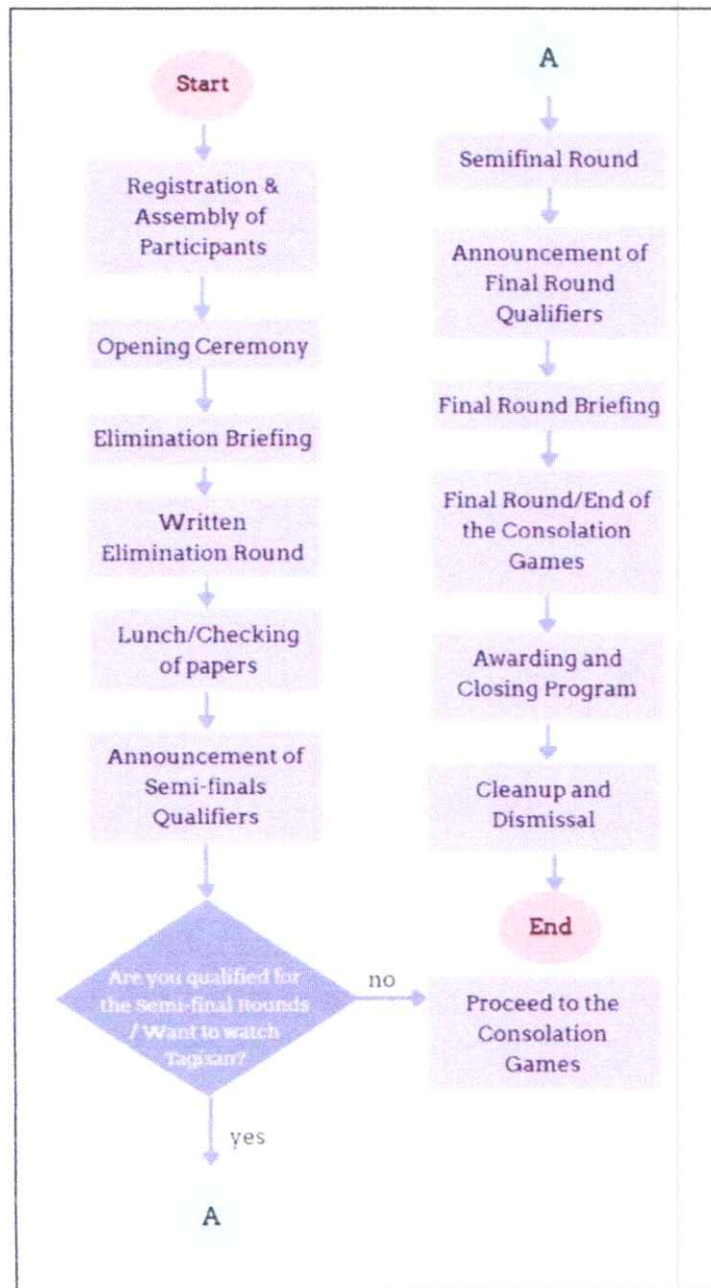 Start
Registration &
Assembly of
Participants
Opening Ceremony
Elimination Briefing
Written
Elimination Round
Lunch/Checking
of papers
Announcement of
Semi-finals
Qualifiers
Are you qualified for
the Semi-final Rounds
/ Want to watch
Tagisan?
no
yes
A
A
Semifinal Round
Announcement of
Final Round
Qualifiers
Final Round Briefing
Final Round/End of
the Consolation
Games
Awarding and
Closing Program
Cleanup and
Dismissal
End
Proceed to the
Consolation
Games